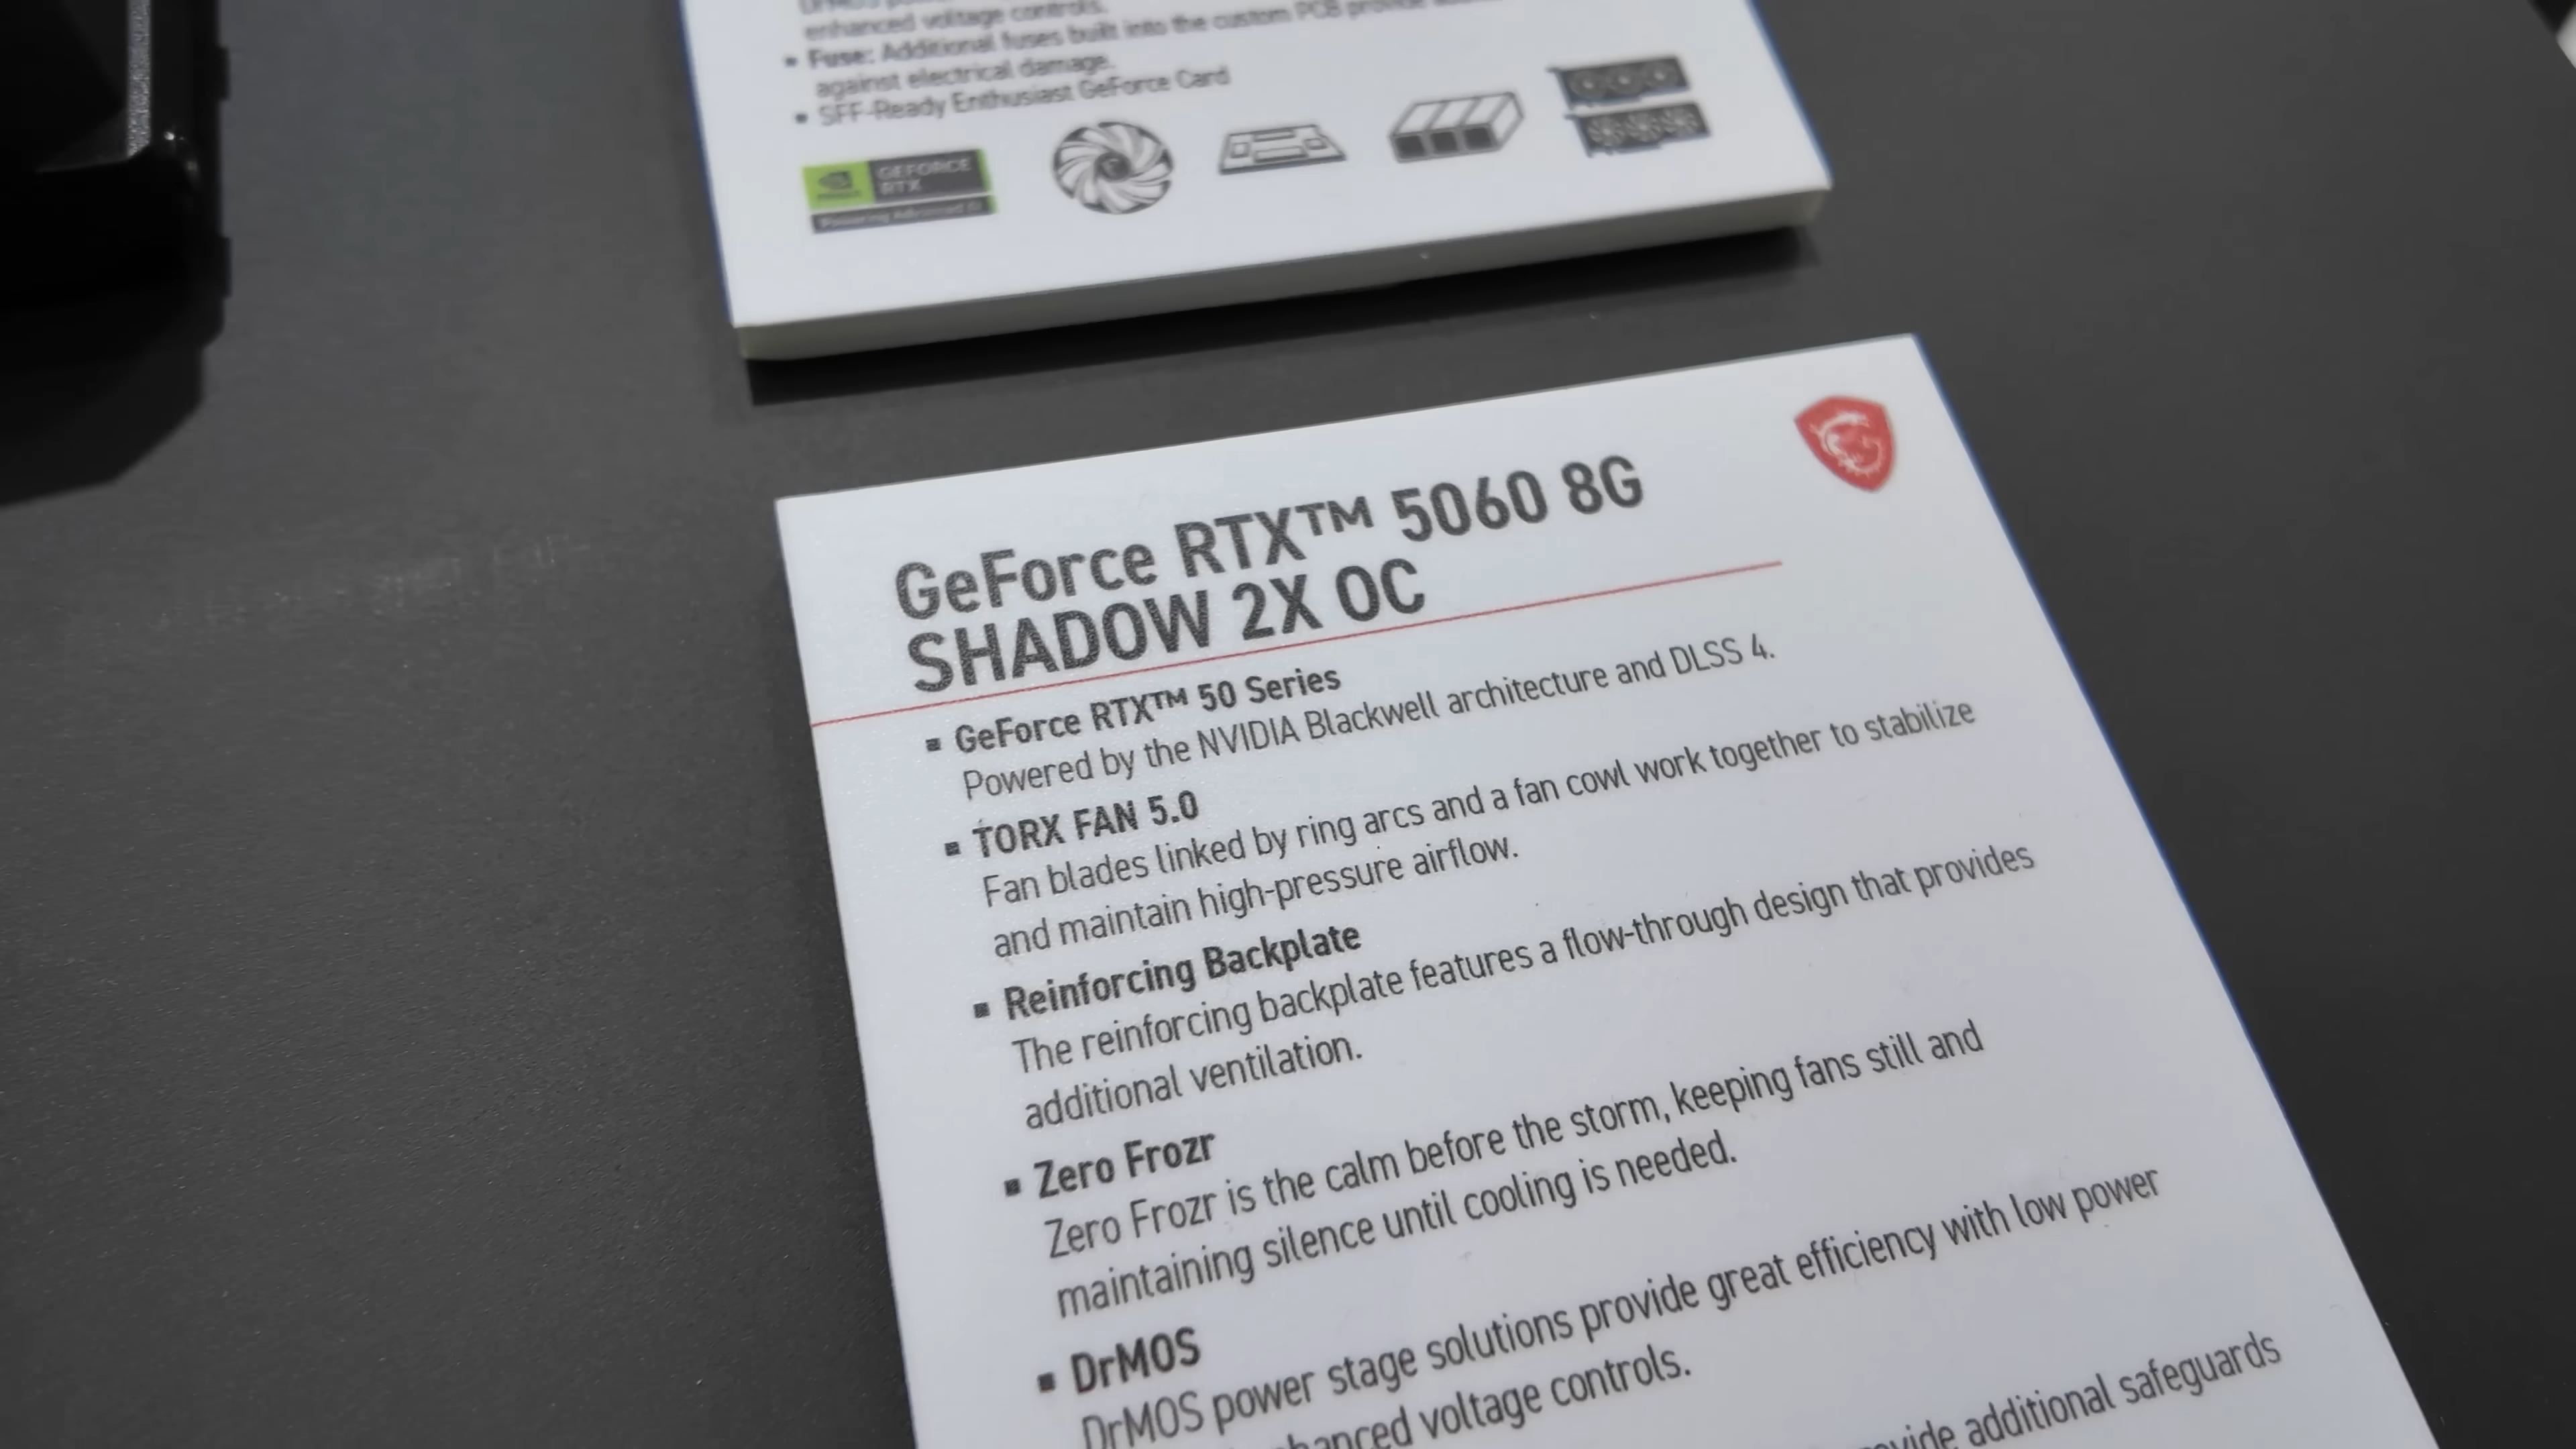 enhanced voltage controls.
• Fuse: Additional fuses built into the custom PCB provide
against electrical damage.
• SFF-Ready Enthusiast GeForce Card
GEFORCE
RTX
GeForce RTX™ 5060 8G
SHADOW 2X OC
▪ GeForce RTX™ 50 Series
Powered by the NVIDIA Blackwell architecture and DLSS 4.
▪ TORX FAN 5.0
Fan blades linked by ring arcs and a fan cowl work together to stabilize
and maintain high-pressure airflow.
▪ Reinforcing Backplate
The reinforcing backplate features a flow-through design that provides
additional ventilation.
▪ Zero Frozr
Zero Frozr is the calm before the storm, keeping fans still and
maintaining silence until cooling is needed.
▪ DrMOS
DrMOS power stage solutions provide great efficiency with low power
voltage controls.
additional safeguards